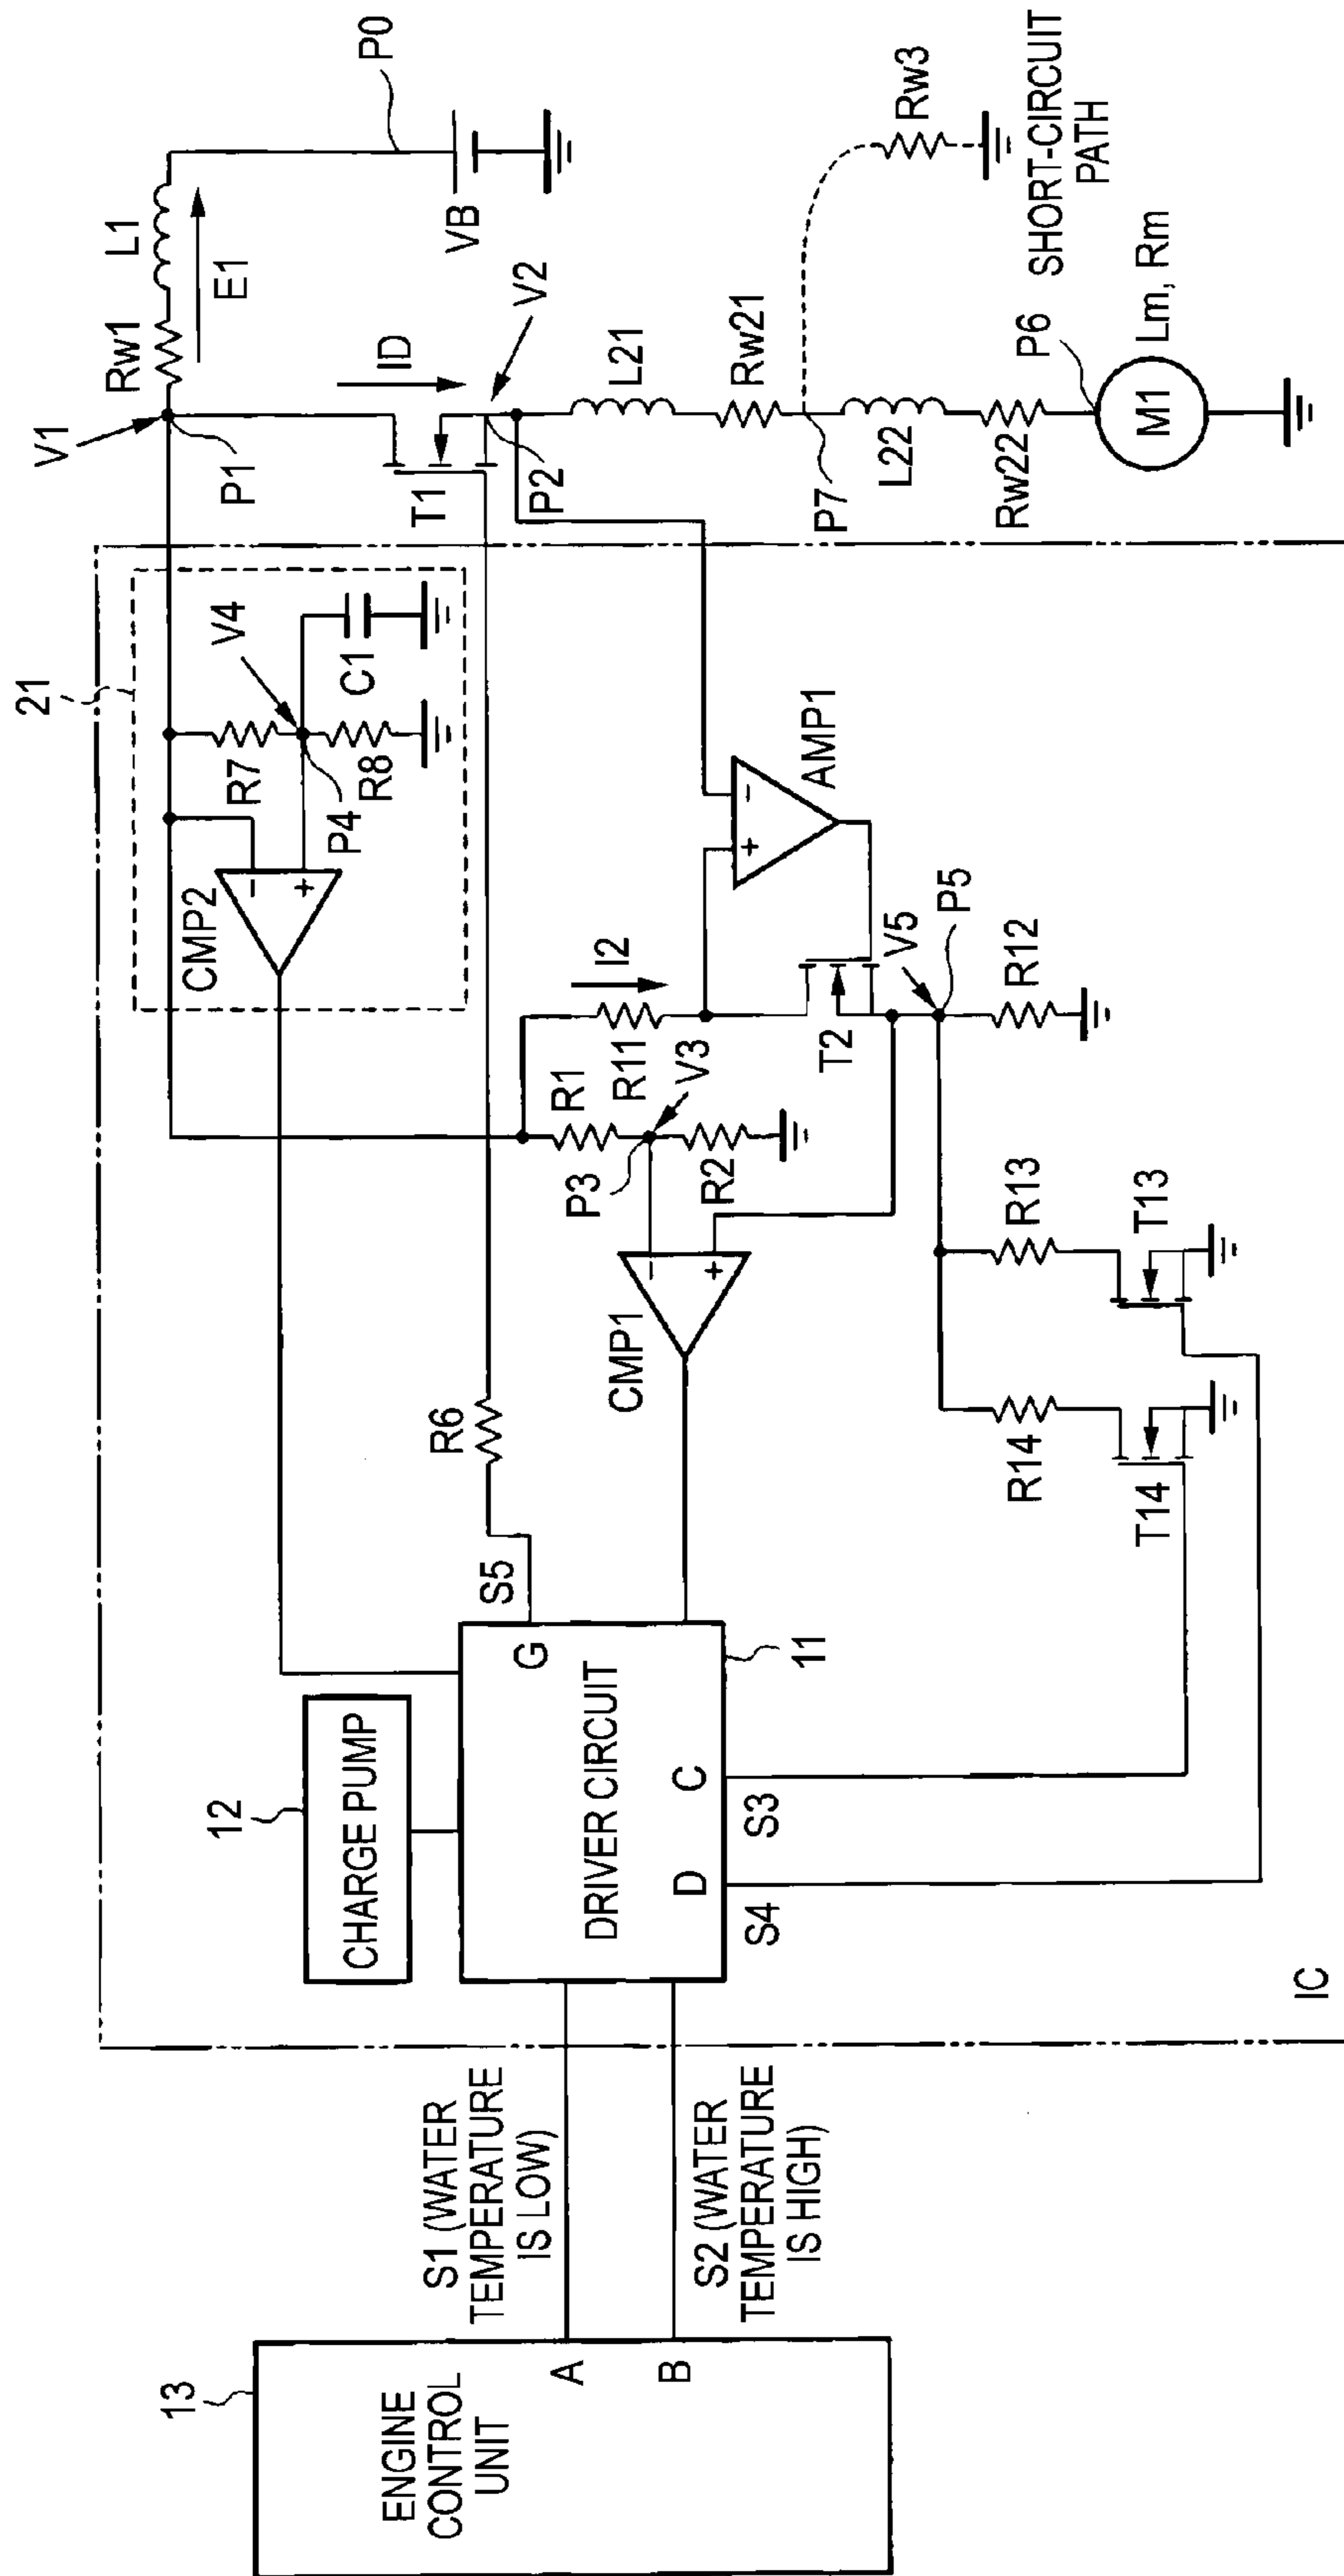 13
ENGINE
CONTROL
UNIT
A
B
S1 (WATER
TEMPERATURE
IS LOW)
S2 (WATER
TEMPERATURE
IS HIGH)
12
CHARGE PUMP
DRIVER CIRCUIT
G
D
C
S4
S3
11
S5
R6
IC
21
CMP2
-
+
R7
V4
P4
R8
C1
CMP1
-
+
P3
R1
V3
R2
R11
I2
T2
V5
P5
R12
AMP1
+
-
R14
T14
R13
T13
V1
P1
Rw1
L1
E1
P0
VB
T1
ID
V2
P2
L21
Rw21
P7
L22
Rw22
P6
M1
Lm, Rm
Rw3
SHORT-CIRCUIT
PATH